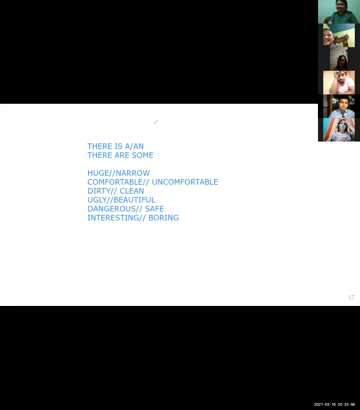 THERE IS A/AN
THERE ARE SOME
HUGE//NARROW
COMFORTABLE// UNCOMFORTABLE
DIRTY// CLEAN
UGLY//BEAUTIFUL
DANGEROUS// SAFE
INTERESTING// BORING